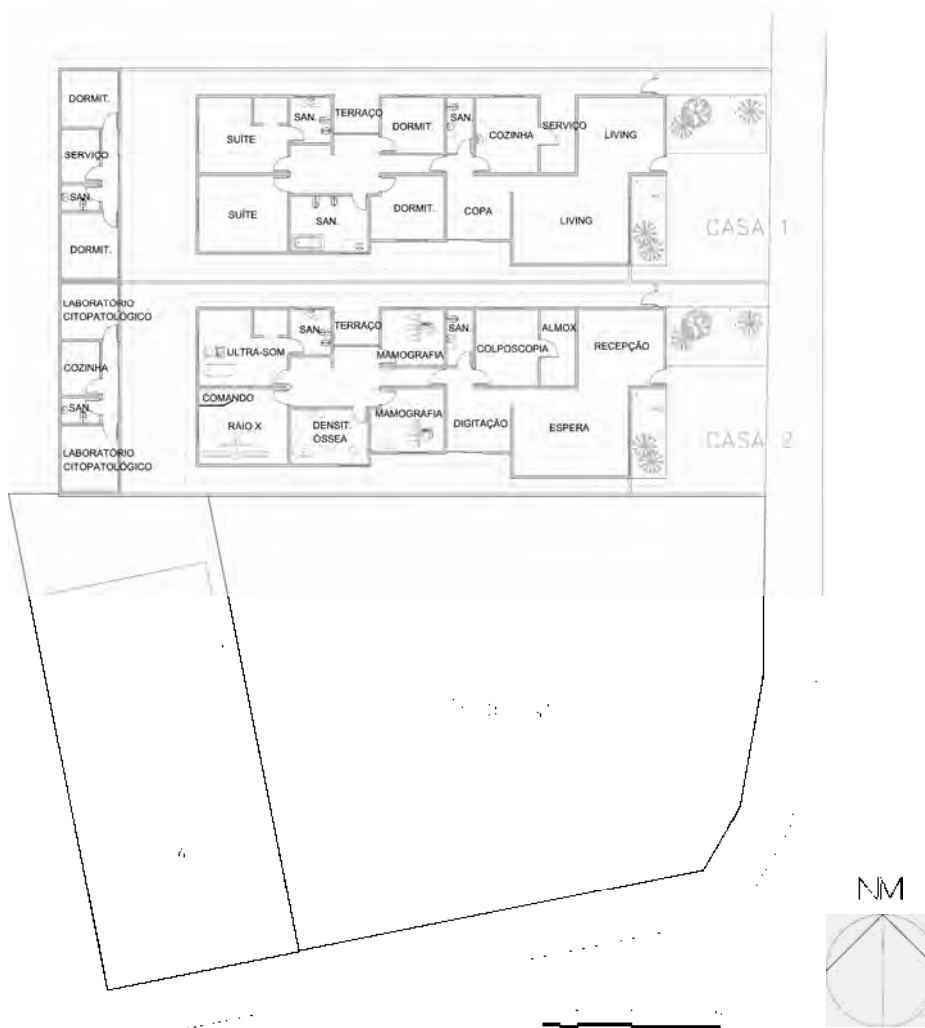 DORMIT.
SERVIÇO
SAN.
DORMIT.
SUÍTE
SAN.
TERRAÇO
DORMIT.
SAN.
COZINHA
SERVIÇO
LIVING
SUÍTE
SAN.
DORMIT.
COPA
LIVING
CASA 1
LABORATÓRIO
CITOPATOLÓGICO
COZINHA
SAN.
LABORATÓRIO
CITOPATOLÓGICO
ULTRA-SOM
SAN.
TERRAÇO
MAMOGRAFIA
SAN.
COLPOSCOPIA
ALMOX.
RECEPÇÃO
COMANDO
RAIO X
DENSIT.
ÓSSEA
MAMOGRAFIA
DIGITAÇÃO
ESPERA
CASA 2
NM